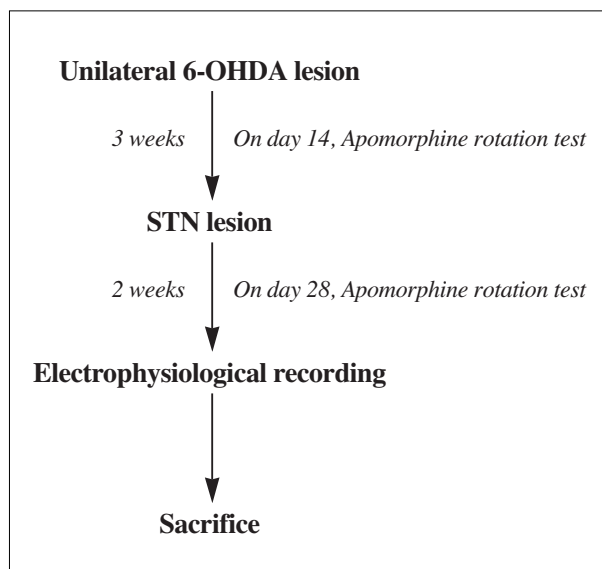 Unilateral 6-OHDA lesion
3 weeks On day 14, Apomorphine rotation test
STN lesion
2 weeks On day 28, Apomorphine rotation test
Electrophysiological recording
Sacrifice